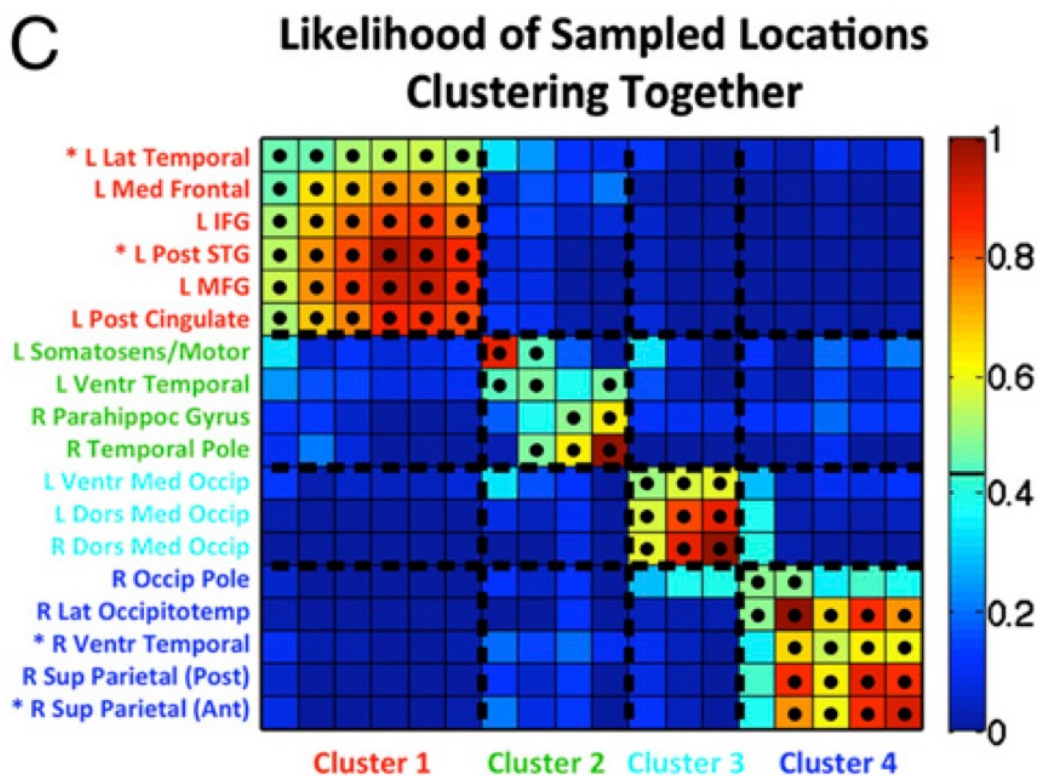 C
Likelihood of Sampled Locations
Clustering Together
* L Lat Temporal
L Med Frontal
L IFG
* L Post STG
L MFG
L Post Cingulate
L Somatosens/Motor
L Ventr Temporal
R Parahippoc Gyrus
R Temporal Pole
L Ventr Med Occip
L Dors Med Occip
R Dors Med Occip
R Occip Pole
R Lat Occipitotemp
* R Ventr Temporal
R Sup Parietal (Post)
* R Sup Parietal (Ant)
1
0.8
0.6
0.4
0.2
0
Cluster 1 Cluster 2 Cluster 3 Cluster 4